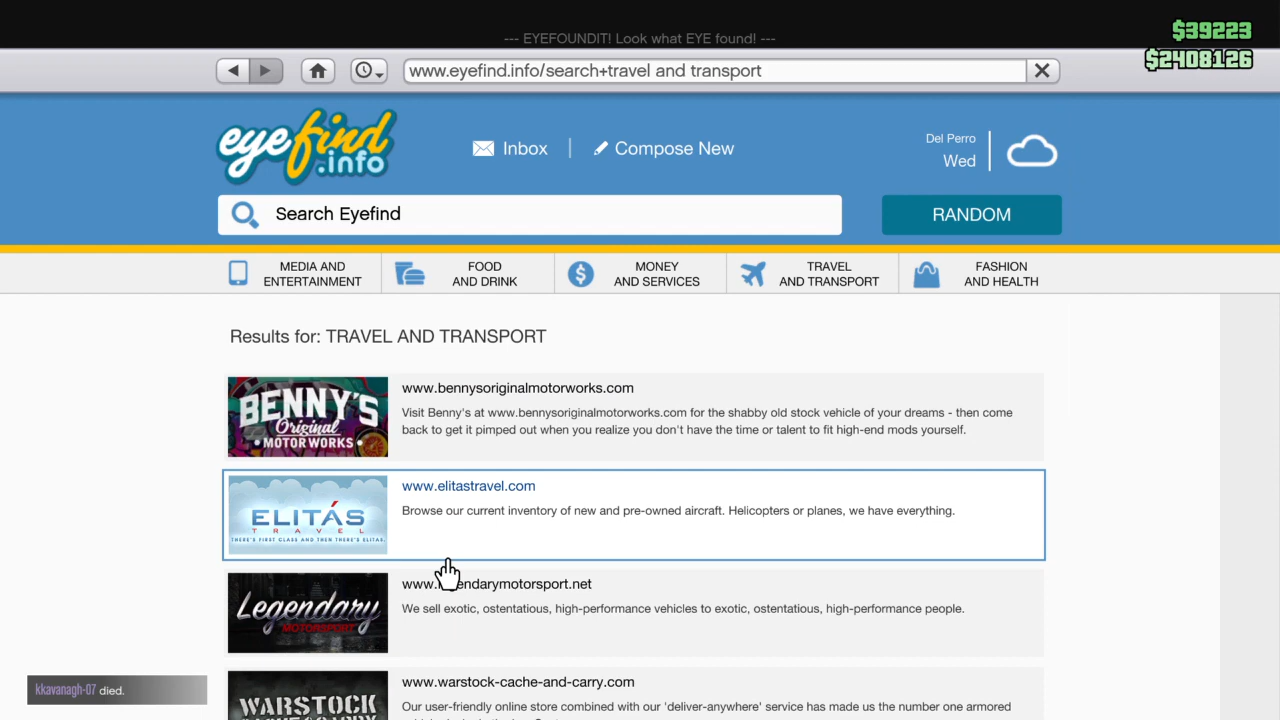 --- EYEFOUNDIT! Look what EYE found! ---
$39223
$2408126
www.eyefind.info/search+travel and transport
eyefind
.info
Inbox
Compose New
Del Perro
Wed
Search Eyefind
RANDOM
MEDIA AND
ENTERTAINMENT
FOOD
AND DRINK
MONEY
AND SERVICES
TRAVEL
AND TRANSPORT
FASHION
AND HEALTH
Results for: TRAVEL AND TRANSPORT
BENNY'S
Original
MOTOR WORKS
www.bennysoriginalmotorworks.com
Visit Benny's at www.bennysoriginalmotorworks.com for the shabby old stock vehicle of your dreams - then come
back to get it pimped out when you realize you don't have the time or talent to fit high-end mods yourself.
ELITÁS
TRAVEL
THERE'S FIRST CLASS AND THEN THERE'S ELITAS.
www.elitastravel.com
Browse our current inventory of new and pre-owned aircraft. Helicopters or planes, we have everything.
Legendary
MOTORSPORT
www.legendarymotorsport.net
We sell exotic, ostentatious, high-performance vehicles to exotic, ostentatious, high-performance people.
WARSTOCK
www.warstock-cache-and-carry.com
Our user-friendly online store combined with our 'deliver-anywhere' service has made us the number one armored
kkavanagh-07 died.